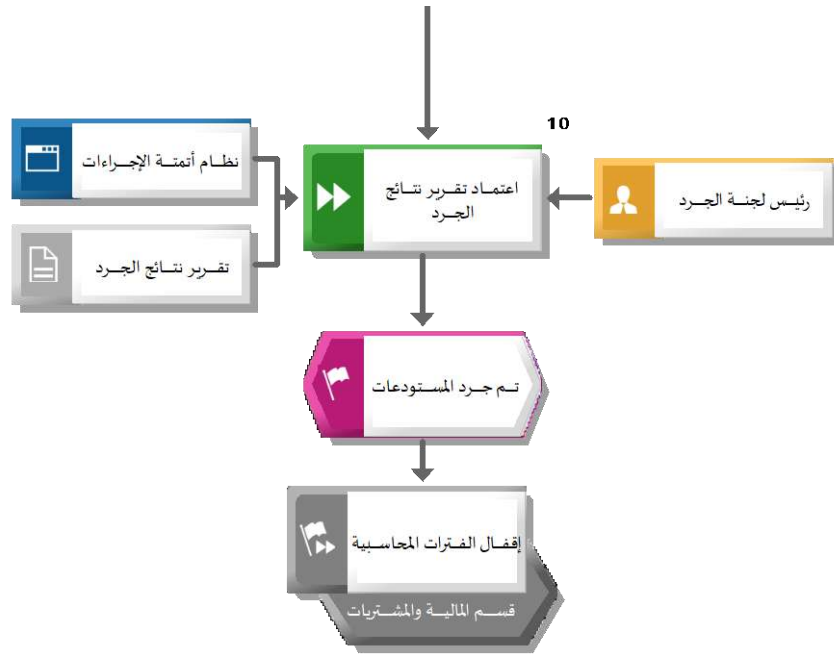 10
نظام أتمتة الإجراءات
اعتماد تقرير نتائج
الجرد
رئيس لجنة الجرد
تقرير نتائج الجرد
تم جرد المستودعات
إقفال الفترات المحاسبية
قسم المالية والمشتريات